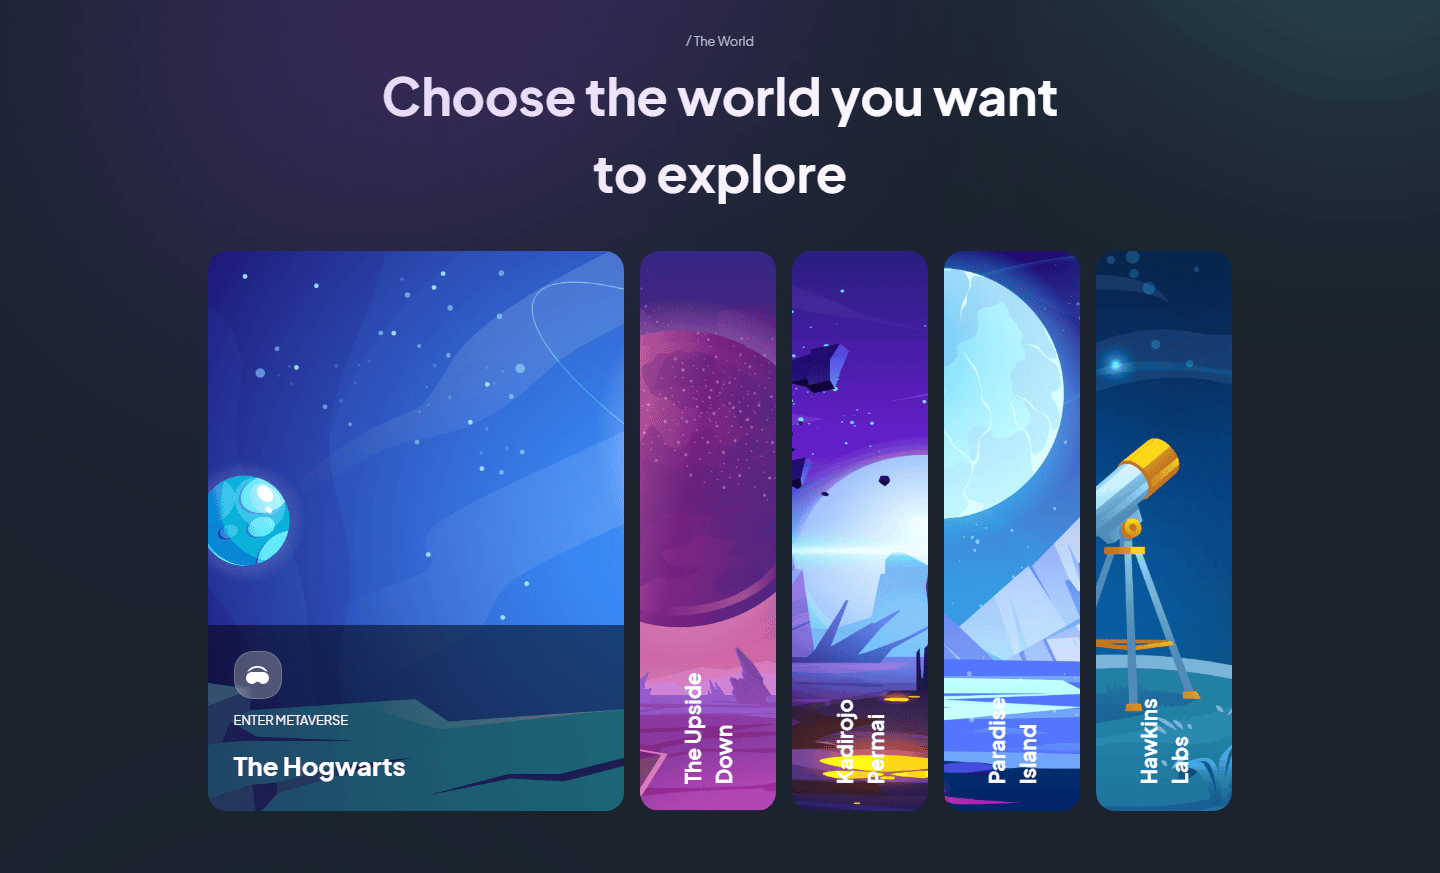 / The World
Choose the world you want
to explore
ENTER METAVERSE
The Hogwarts
The Upside
Down
Kadirojo
Permai
Paradise
Island
Hawkins
Labs